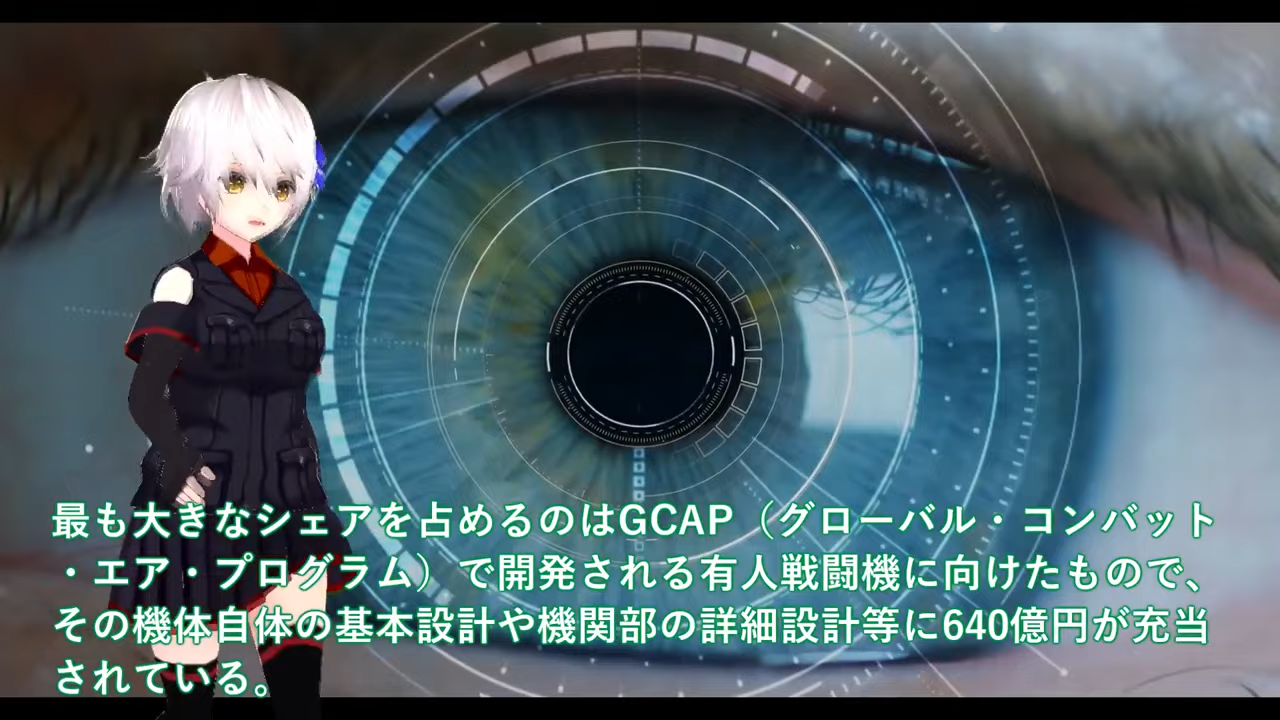 最も大きなシェアを占めるのはGCAP（グローバル・コンバット
・エア・プログラム）で開発される有人戦闘機に向けたもので、
その機体自体の基本設計や機関部の詳細設計等に640億円が充当
されている。